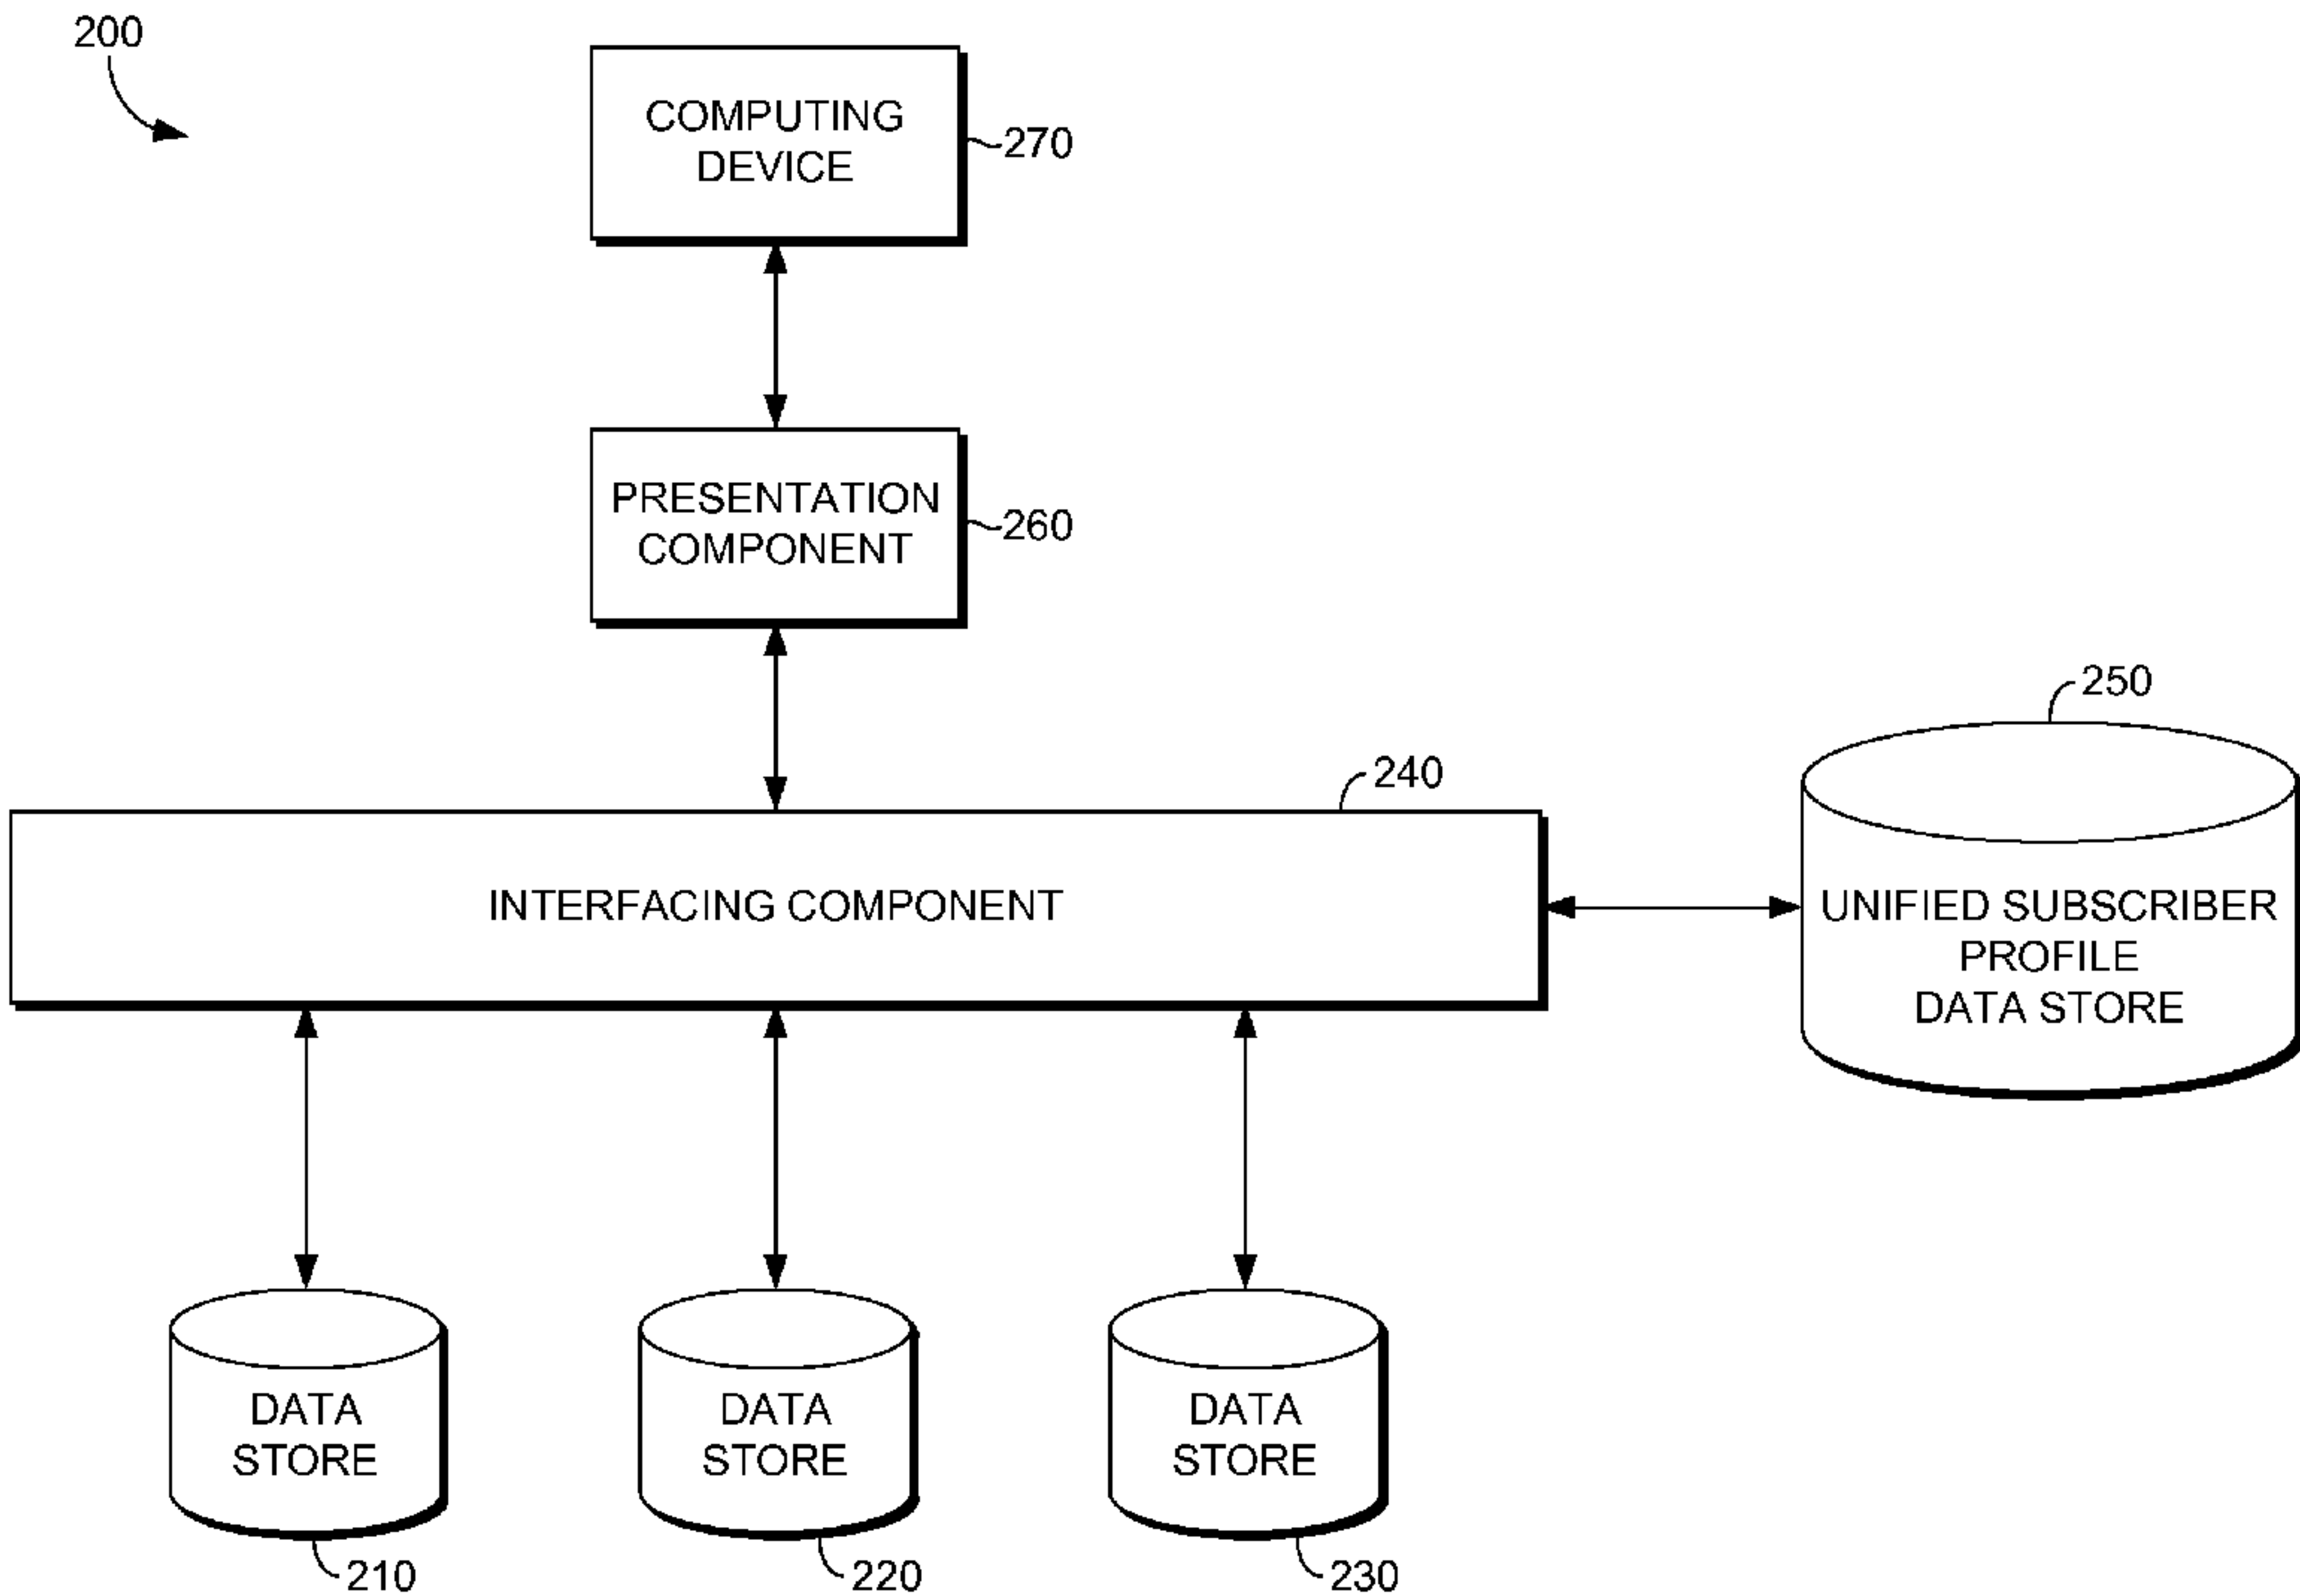 200
COMPUTING
DEVICE
270
PRESENTATION
COMPONENT
260
250
240
INTERFACING COMPONENT
UNIFIED SUBSCRIBER
PROFILE
DATA STORE
DATA
STORE
DATA
STORE
DATA
STORE
210
220
230